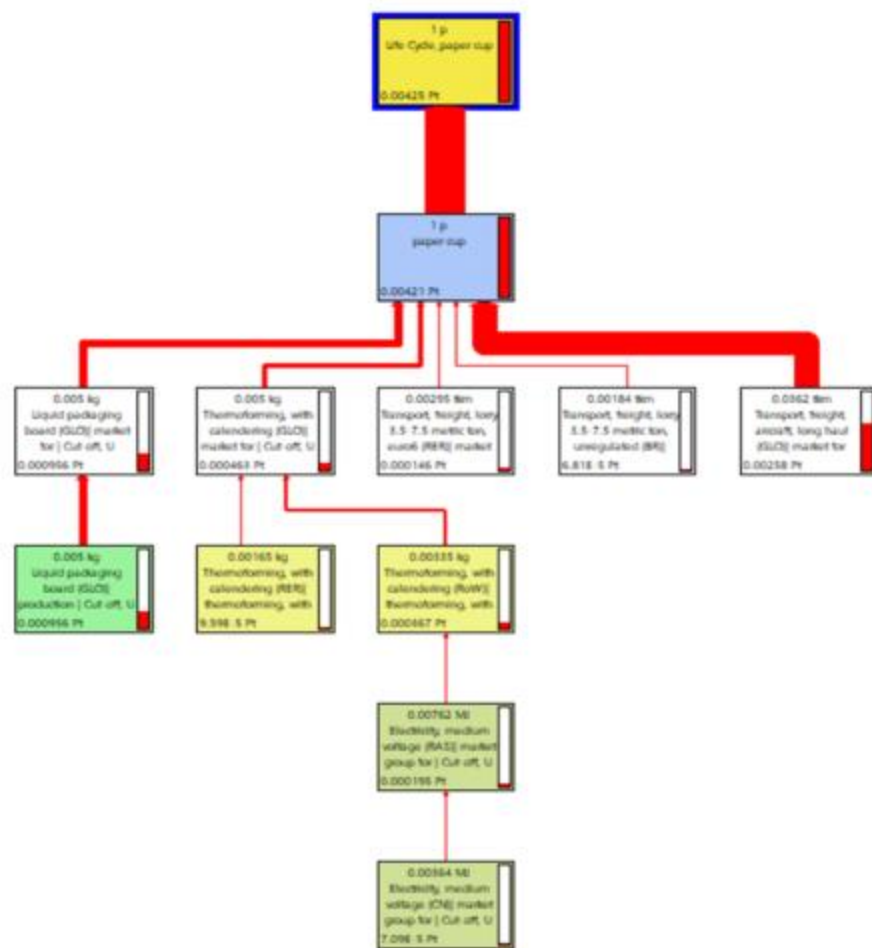 1 p
Life Cycle, paper cup
0.00425 Pt
1 p
paper cup
0.00421 Pt
0.005 kg
Liquid packaging
board {GLO}| market
for | Cut-off, U
0.000956 Pt
0.005 kg
Thermoforming, with
calendering {GLO}|
market for | Cut-off, U
0.000463 Pt
0.00295 tkm
Transport, freight, lorry
3.5-7.5 metric ton,
euro6 {RER}| market
0.000146 Pt
0.00184 tkm
Transport, freight, lorry
3.5-7.5 metric ton,
unregulated {BR}|
6.81E-5 Pt
0.0362 tkm
Transport, freight,
aircraft, long haul
{GLO}| market for
0.00258 Pt
0.005 kg
Liquid packaging
board {GLO}|
production | Cut-off, U
0.000956 Pt
0.00165 kg
Thermoforming, with
calendering {RER}|
thermoforming, with
0.00335 kg
Thermoforming, with
calendering {RoW}|
thermoforming, with
0.000367 Pt
0.00762 MJ
Electricity, medium
voltage {RAS}| market
group for | Cut-off, U
0.000195 Pt
0.00364 MJ
Electricity, medium
voltage {CN}| market
group for | Cut-off, U